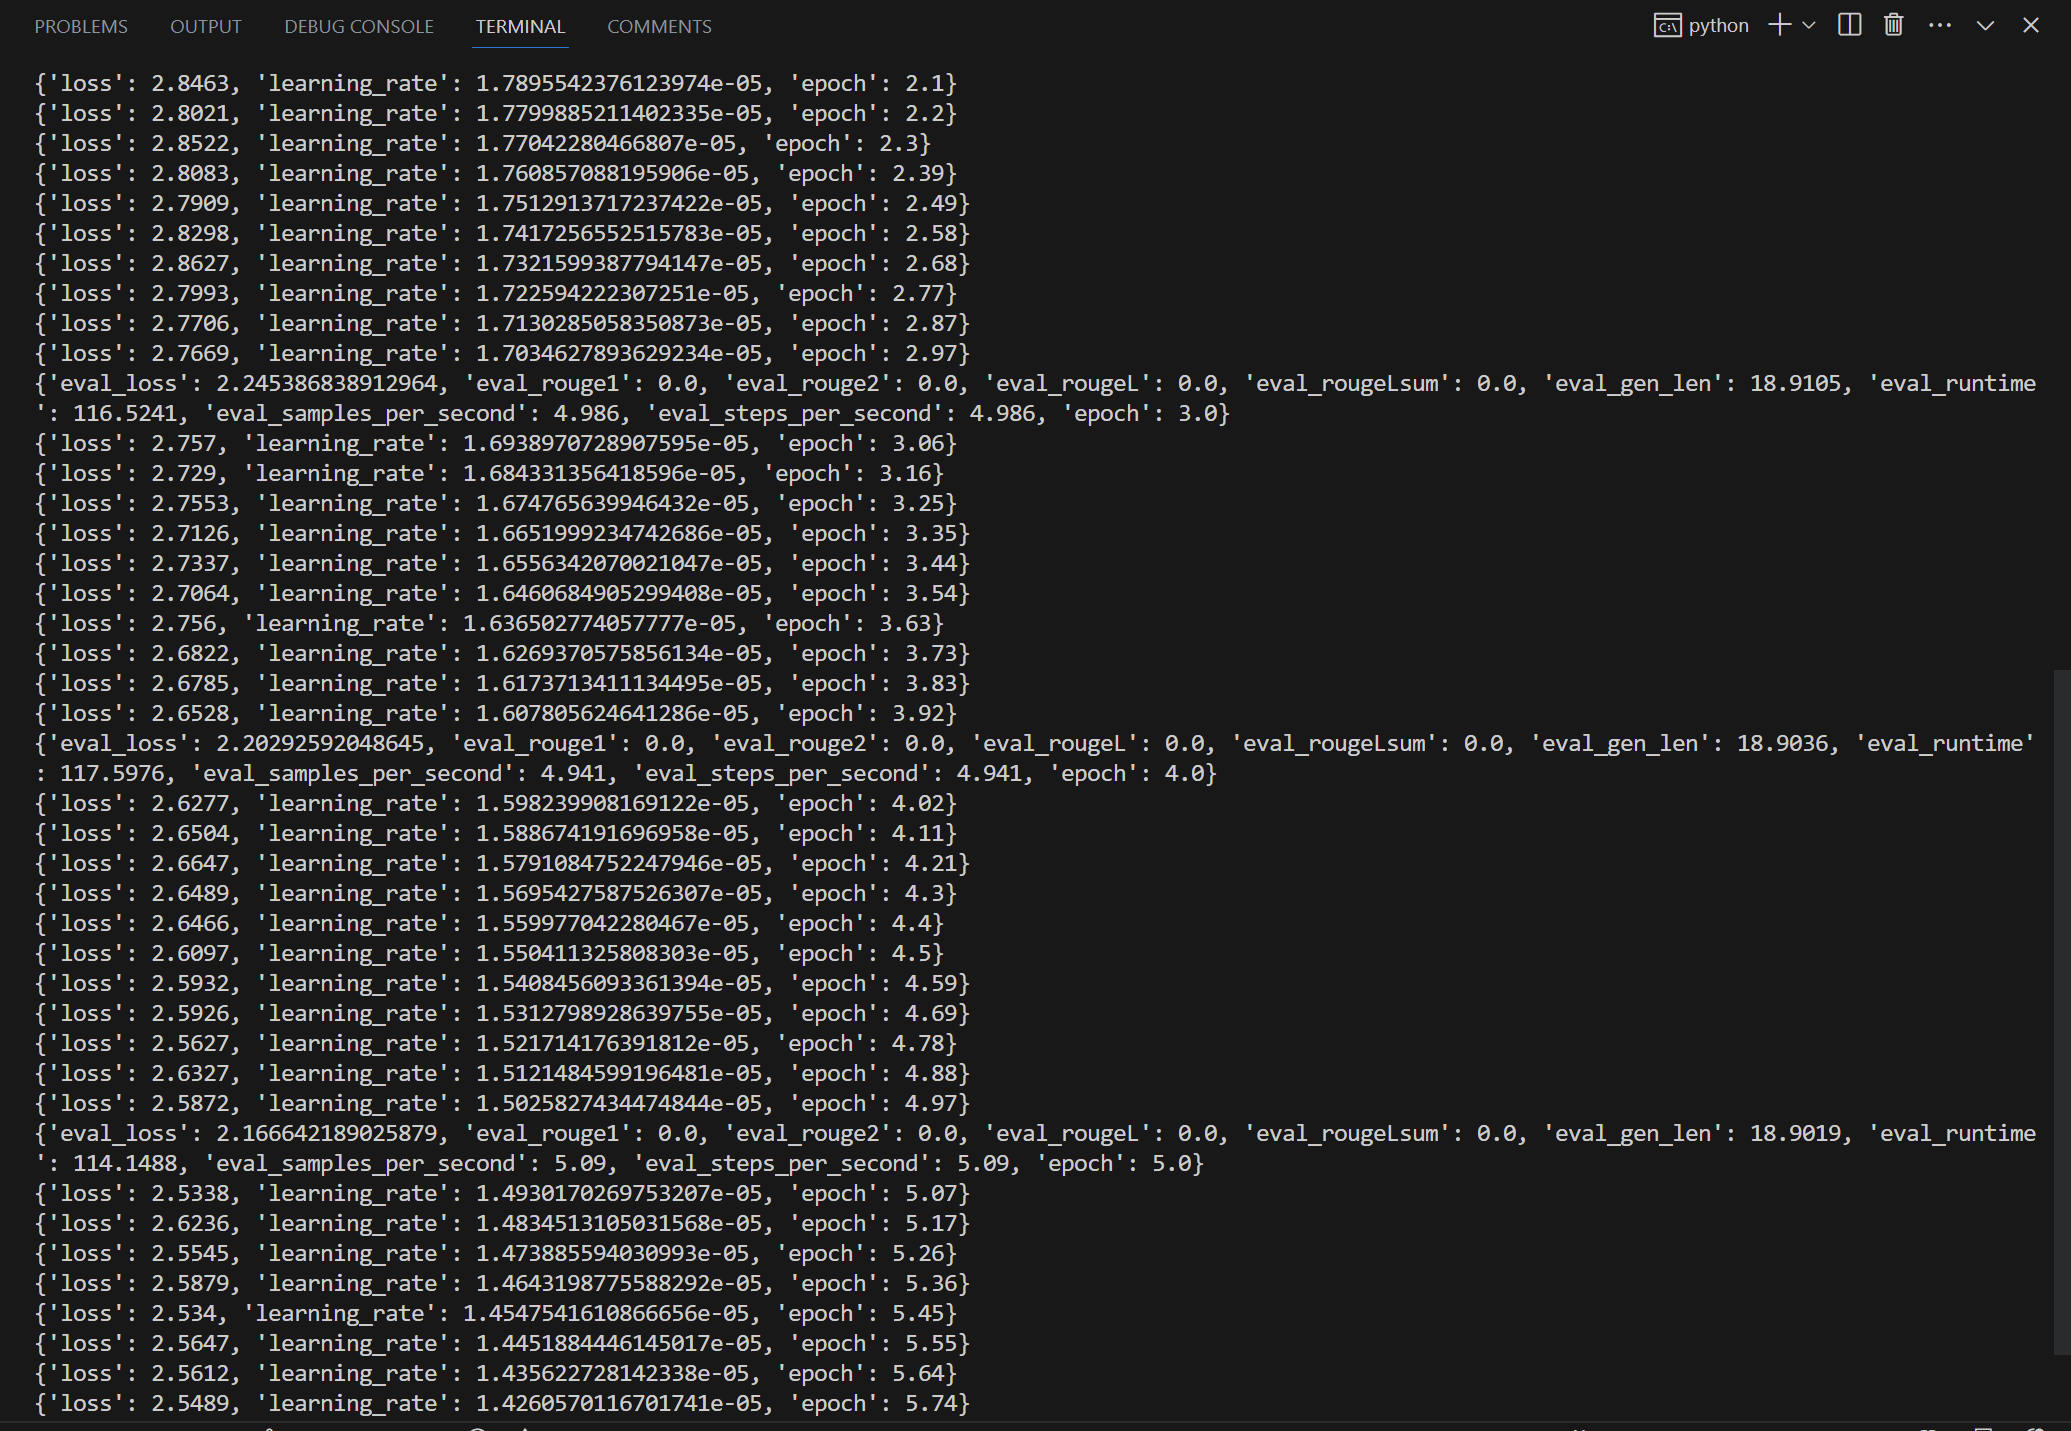 PROBLEMS OUTPUT DEBUG CONSOLE TERMINAL COMMENTS python
{'loss': 2.8463, 'learning_rate': 1.7895542376123974e-05, 'epoch': 2.1}
{'loss': 2.8021, 'learning_rate': 1.7799885211402335e-05, 'epoch': 2.2}
{'loss': 2.8522, 'learning_rate': 1.77042280466807e-05, 'epoch': 2.3}
{'loss': 2.8083, 'learning_rate': 1.760857088195906e-05, 'epoch': 2.39}
{'loss': 2.7909, 'learning_rate': 1.7512913717237422e-05, 'epoch': 2.49}
{'loss': 2.8298, 'learning_rate': 1.7417256552515783e-05, 'epoch': 2.58}
{'loss': 2.8627, 'learning_rate': 1.7321599387794147e-05, 'epoch': 2.68}
{'loss': 2.7993, 'learning_rate': 1.722594222307251e-05, 'epoch': 2.77}
{'loss': 2.7706, 'learning_rate': 1.7130285058350873e-05, 'epoch': 2.87}
{'loss': 2.7669, 'learning_rate': 1.7034627893629234e-05, 'epoch': 2.97}
{'eval_loss': 2.245386838912964, 'eval_rouge1': 0.0, 'eval_rouge2': 0.0, 'eval_rougeL': 0.0, 'eval_rougeLsum': 0.0, 'eval_gen_len': 18.9105, 'eval_runtime
': 116.5241, 'eval_samples_per_second': 4.986, 'eval_steps_per_second': 4.986, 'epoch': 3.0}
{'loss': 2.757, 'learning_rate': 1.6938970728907595e-05, 'epoch': 3.06}
{'loss': 2.729, 'learning_rate': 1.684331356418596e-05, 'epoch': 3.16}
{'loss': 2.7553, 'learning_rate': 1.674765639946432e-05, 'epoch': 3.25}
{'loss': 2.7126, 'learning_rate': 1.6651999234742686e-05, 'epoch': 3.35}
{'loss': 2.7337, 'learning_rate': 1.6556342070021047e-05, 'epoch': 3.44}
{'loss': 2.7064, 'learning_rate': 1.6460684905299408e-05, 'epoch': 3.54}
{'loss': 2.756, 'learning_rate': 1.636502774057777e-05, 'epoch': 3.63}
{'loss': 2.6822, 'learning_rate': 1.6269370575856134e-05, 'epoch': 3.73}
{'loss': 2.6785, 'learning_rate': 1.6173713411134495e-05, 'epoch': 3.83}
{'loss': 2.6528, 'learning_rate': 1.607805624641286e-05, 'epoch': 3.92}
{'eval_loss': 2.20292592048645, 'eval_rouge1': 0.0, 'eval_rouge2': 0.0, 'eval_rougeL': 0.0, 'eval_rougeLsum': 0.0, 'eval_gen_len': 18.9036, 'eval_runtime'
: 117.5976, 'eval_samples_per_second': 4.941, 'eval_steps_per_second': 4.941, 'epoch': 4.0}
{'loss': 2.6277, 'learning_rate': 1.598239908169122e-05, 'epoch': 4.02}
{'loss': 2.6504, 'learning_rate': 1.588674191696958e-05, 'epoch': 4.11}
{'loss': 2.6647, 'learning_rate': 1.5791084752247946e-05, 'epoch': 4.21}
{'loss': 2.6489, 'learning_rate': 1.5695427587526307e-05, 'epoch': 4.3}
{'loss': 2.6466, 'learning_rate': 1.559977042280467e-05, 'epoch': 4.4}
{'loss': 2.6097, 'learning_rate': 1.550411325808303e-05, 'epoch': 4.5}
{'loss': 2.5932, 'learning_rate': 1.5408456093361394e-05, 'epoch': 4.59}
{'loss': 2.5926, 'learning_rate': 1.5312798928639755e-05, 'epoch': 4.69}
{'loss': 2.5627, 'learning_rate': 1.521714176391812e-05, 'epoch': 4.78}
{'loss': 2.6327, 'learning_rate': 1.5121484599196481e-05, 'epoch': 4.88}
{'loss': 2.5872, 'learning_rate': 1.5025827434474844e-05, 'epoch': 4.97}
{'eval_loss': 2.166642189025879, 'eval_rouge1': 0.0, 'eval_rouge2': 0.0, 'eval_rougeL': 0.0, 'eval_rougeLsum': 0.0, 'eval_gen_len': 18.9019, 'eval_runtime
': 114.1488, 'eval_samples_per_second': 5.09, 'eval_steps_per_second': 5.09, 'epoch': 5.0}
{'loss': 2.5338, 'learning_rate': 1.4930170269753207e-05, 'epoch': 5.07}
{'loss': 2.6236, 'learning_rate': 1.4834513105031568e-05, 'epoch': 5.17}
{'loss': 2.5545, 'learning_rate': 1.473885594030993e-05, 'epoch': 5.26}
{'loss': 2.5879, 'learning_rate': 1.4643198775588292e-05, 'epoch': 5.36}
{'loss': 2.534, 'learning_rate': 1.4547541610866656e-05, 'epoch': 5.45}
{'loss': 2.5647, 'learning_rate': 1.4451884446145017e-05, 'epoch': 5.55}
{'loss': 2.5612, 'learning_rate': 1.435622728142338e-05, 'epoch': 5.64}
{'loss': 2.5489, 'learning_rate': 1.4260570116701741e-05, 'epoch': 5.74}